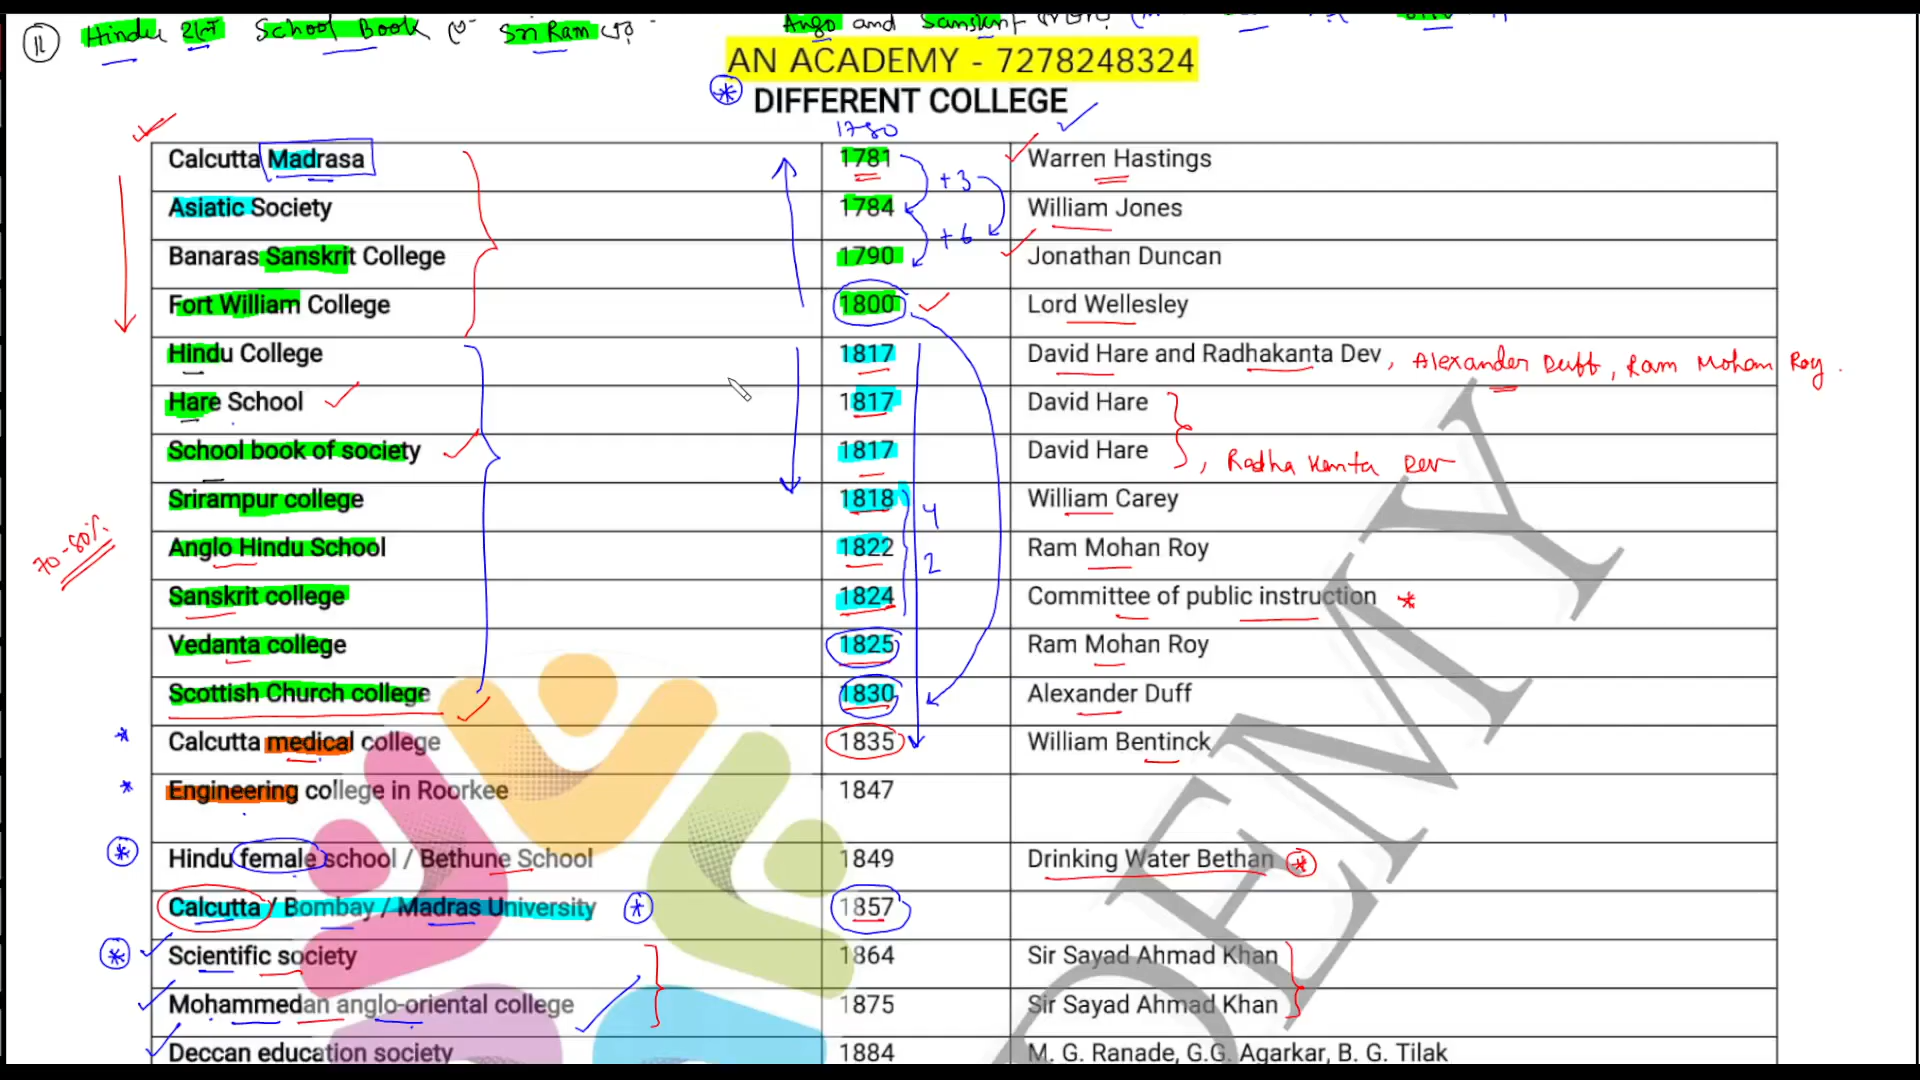 11 Hindu School Book Sri Ram Ango and Sanskrit
AN ACADEMY - 7278248324
DIFFERENT COLLEGE
1780
Calcutta Madrasa 1781 Warren Hastings
+3
Asiatic Society 1784 William Jones
+6
Banaras Sanskrit College 1790 Jonathan Duncan
Fort William College 1800 Lord Wellesley
Hindu College 1817 David Hare and Radhakanta Dev , Alexander Duff, Ram Moham Roy.
Hare School 1817 David Hare
School book of society 1817 David Hare , Radha Kanta Dev
Srirampur college 1818 William Carey
4
Anglo Hindu School 1822 Ram Mohan Roy
70-80%
2
Sanskrit college 1824 Committee of public instruction *
Vedanta college 1825 Ram Mohan Roy
Scottish Church college 1830 Alexander Duff
Calcutta medical college 1835 William Bentinck
Engineering college in Roorkee 1847
Hindu female school / Bethune School 1849 Drinking Water Bethan *
Calcutta / Bombay / Madras University * 1857
Scientific society 1864 Sir Sayad Ahmad Khan
Mohammedan anglo-oriental college 1875 Sir Sayad Ahmad Khan
Deccan education society 1884 M. G. Ranade, G.G. Agarkar, B. G. Tilak
DEMY